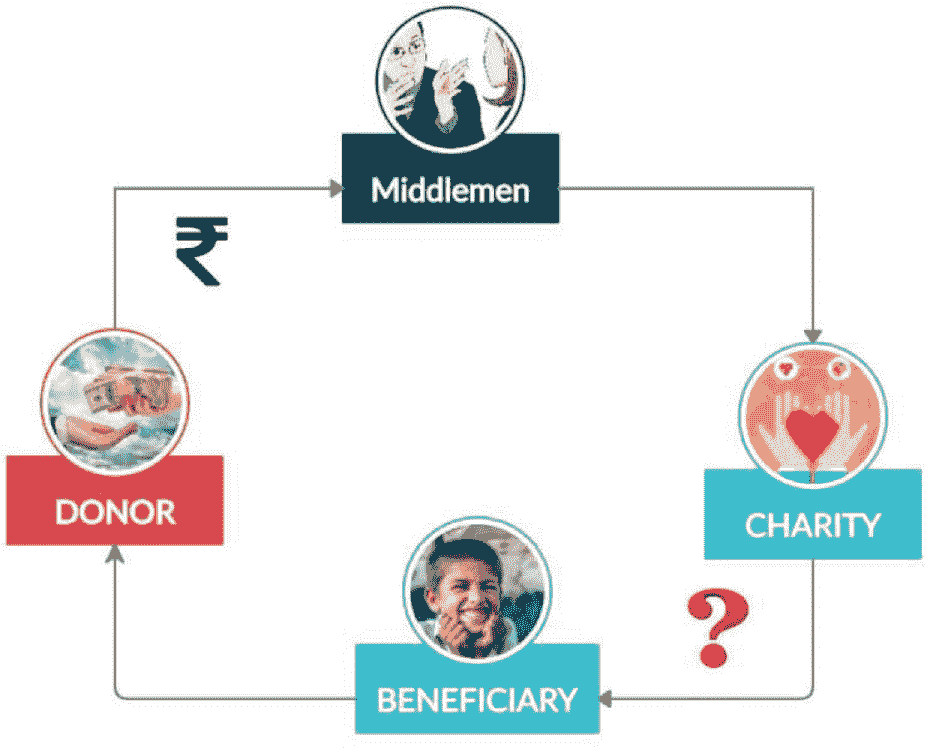 Middlemen
₹
DONOR
CHARITY
?
BENEFICIARY